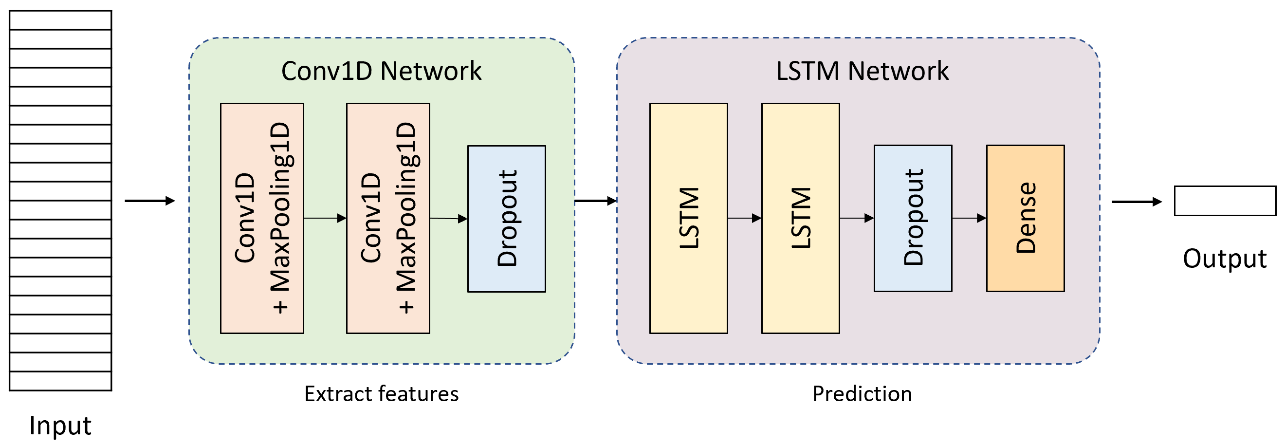 Conv1D Network
LSTM Network
Conv1D
+ MaxPooling1D
Conv1D
+ MaxPooling1D
Dropout
LSTM
LSTM
Dropout
Dense
Output
Extract features
Prediction
Input